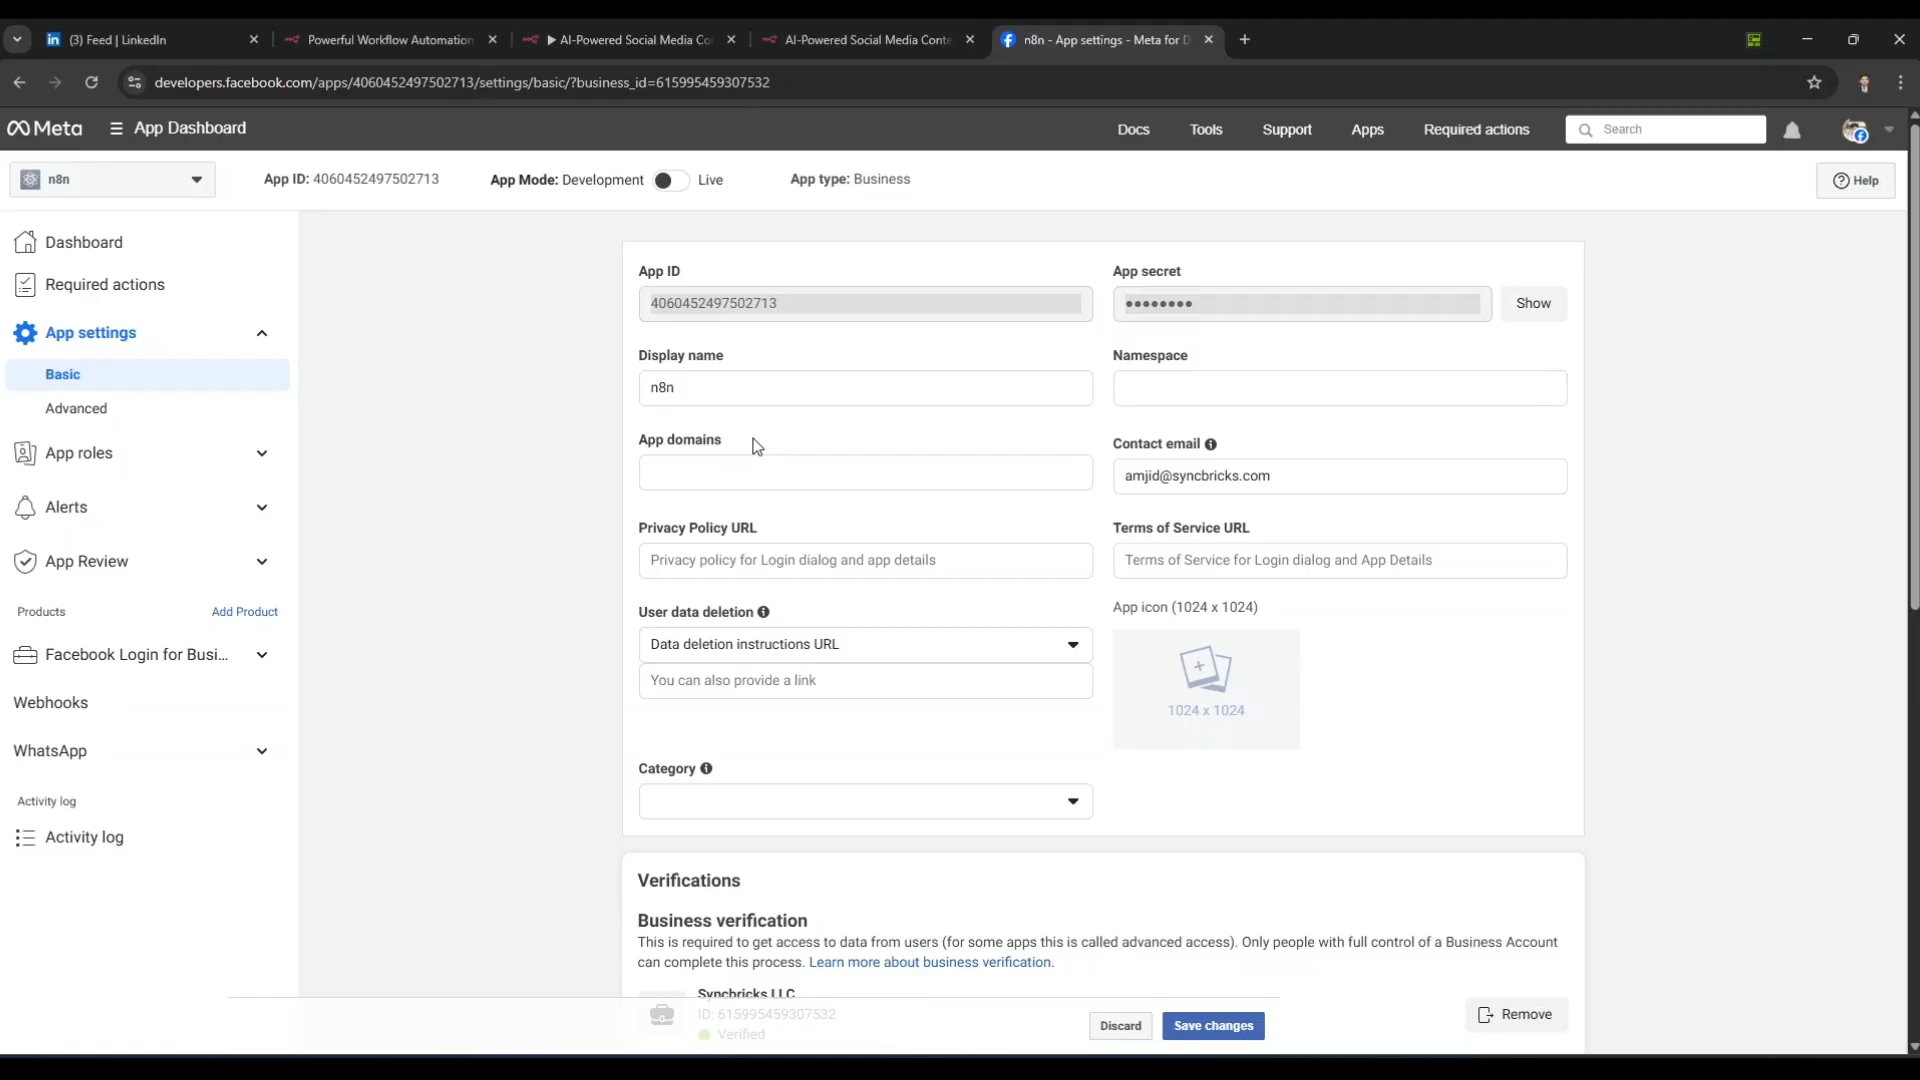 (3) Feed | LinkedIn
Powerful Workflow Automation
AI-Powered Social Media Co
AI-Powered Social Media Conte
n8n - App settings - Meta for D
developers.facebook.com/apps/4060452497502713/settings/basic/?business_id=615995459307532
Meta
App Dashboard
Docs
Tools
Support
Apps
Required actions
Search
n8n
App ID: 4060452497502713
App Mode: Development
Live
App type: Business
Help
Dashboard
Required actions
App settings
Basic
Advanced
App roles
Alerts
App Review
Products
Add Product
Facebook Login for Busi...
Webhooks
WhatsApp
Activity log
Activity log
App ID
4060452497502713
App secret
••••••••
Show
Display name
n8n
Namespace
App domains
Contact email
amjid@syncbricks.com
Privacy Policy URL
Privacy policy for Login dialog and app details
Terms of Service URL
Terms of Service for Login dialog and App Details
User data deletion
Data deletion instructions URL
You can also provide a link
App icon (1024 x 1024)
1024 x 1024
Category
Verifications
Business verification
This is required to get access to data from users (for some apps this is called advanced access). Only people with full control of a Business Account
can complete this process. Learn more about business verification.
Syncbricks LLC
ID: 615995459307532
Verified
Discard
Save changes
Remove